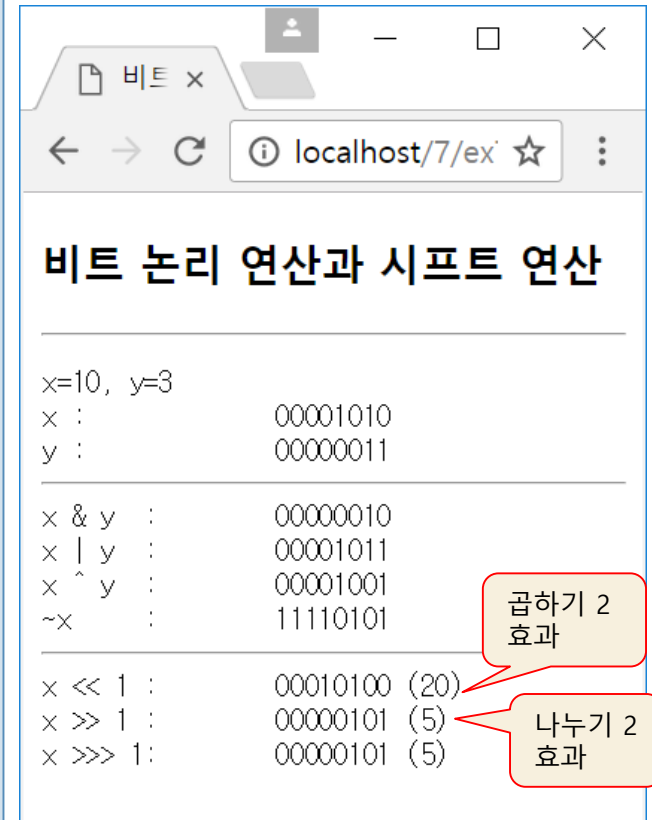 비트
localhost/7/ex
비트 논리 연산과 시프트 연산
x=10, y=3
x : 00001010
y : 00000011
x & y : 00000010
x | y : 00001011
x ^ y : 00001001
~x : 11110101
곱하기 2
효과
x << 1 : 00010100 (20)
x >> 1 : 00000101 (5)
x >>> 1: 00000101 (5)
나누기 2
효과